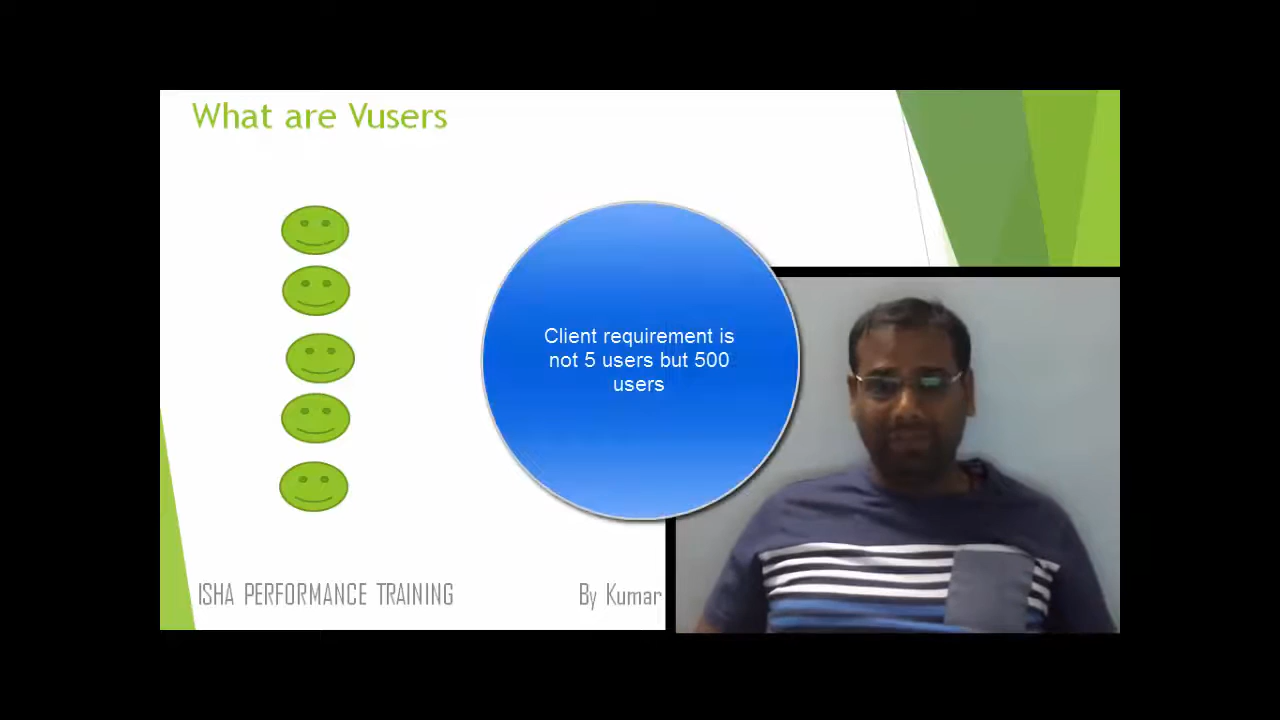 What are Vusers
Client requirement is
not 5 users but 500
users
ISHA PERFORMANCE TRAINING
By Kumar